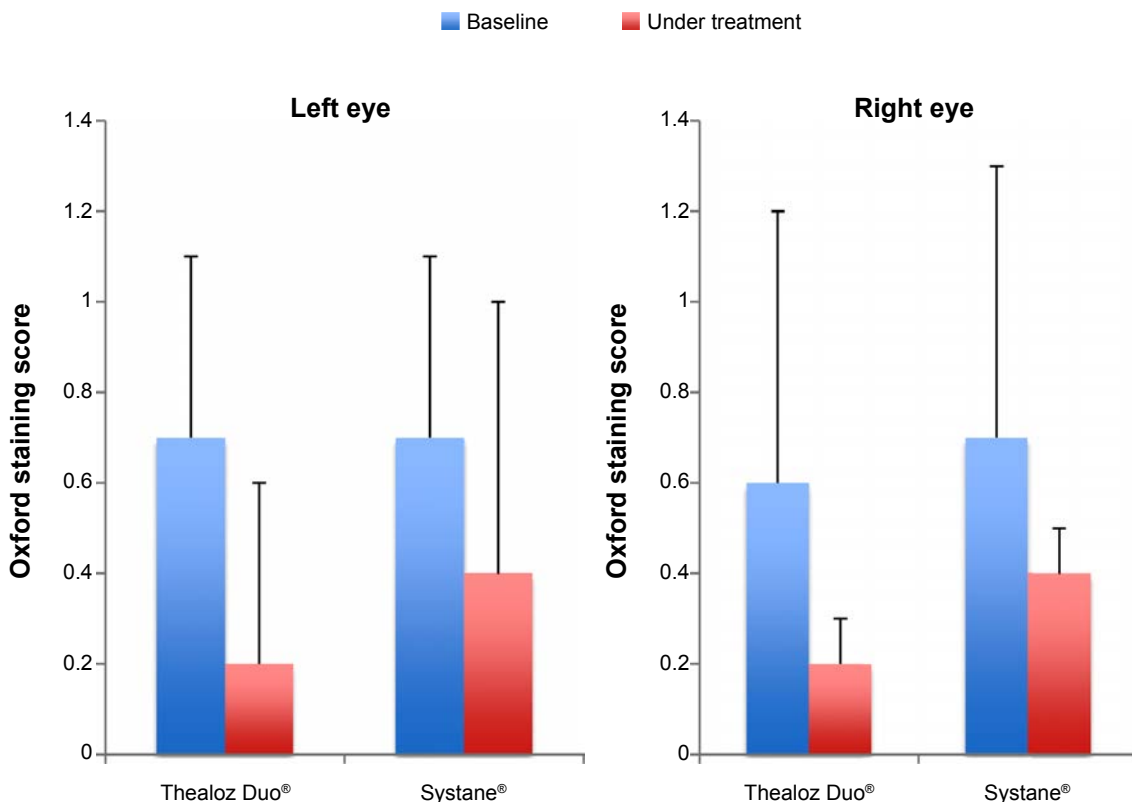 Baseline Under treatment
Left eye
1.4
1.2
1
0.8
0.6
0.4
0.2
0
Oxford staining score
Thealoz Duo® Systane®
Right eye
1.4
1.2
1
0.8
0.6
0.4
0.2
0
Oxford staining score
Thealoz Duo® Systane®